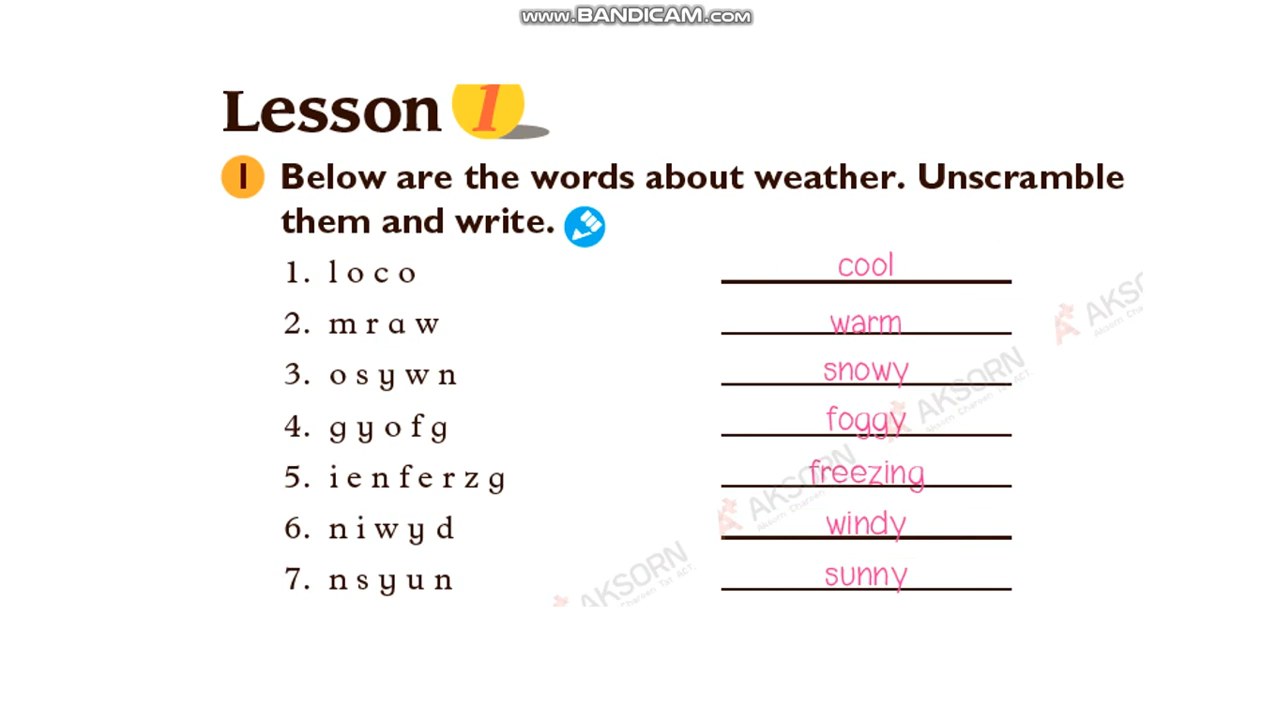 www.BANDICAM.com
Lesson 1
1 Below are the words about weather. Unscramble
them and write.
1. l o c o cool
2. m r a w warm
3. o s y w n snowy
4. g y o f g foggy
5. i e n f e r z g freezing
6. n i w y d windy
7. n s y u n sunny
AKSORN
AKSORN
AKSORN